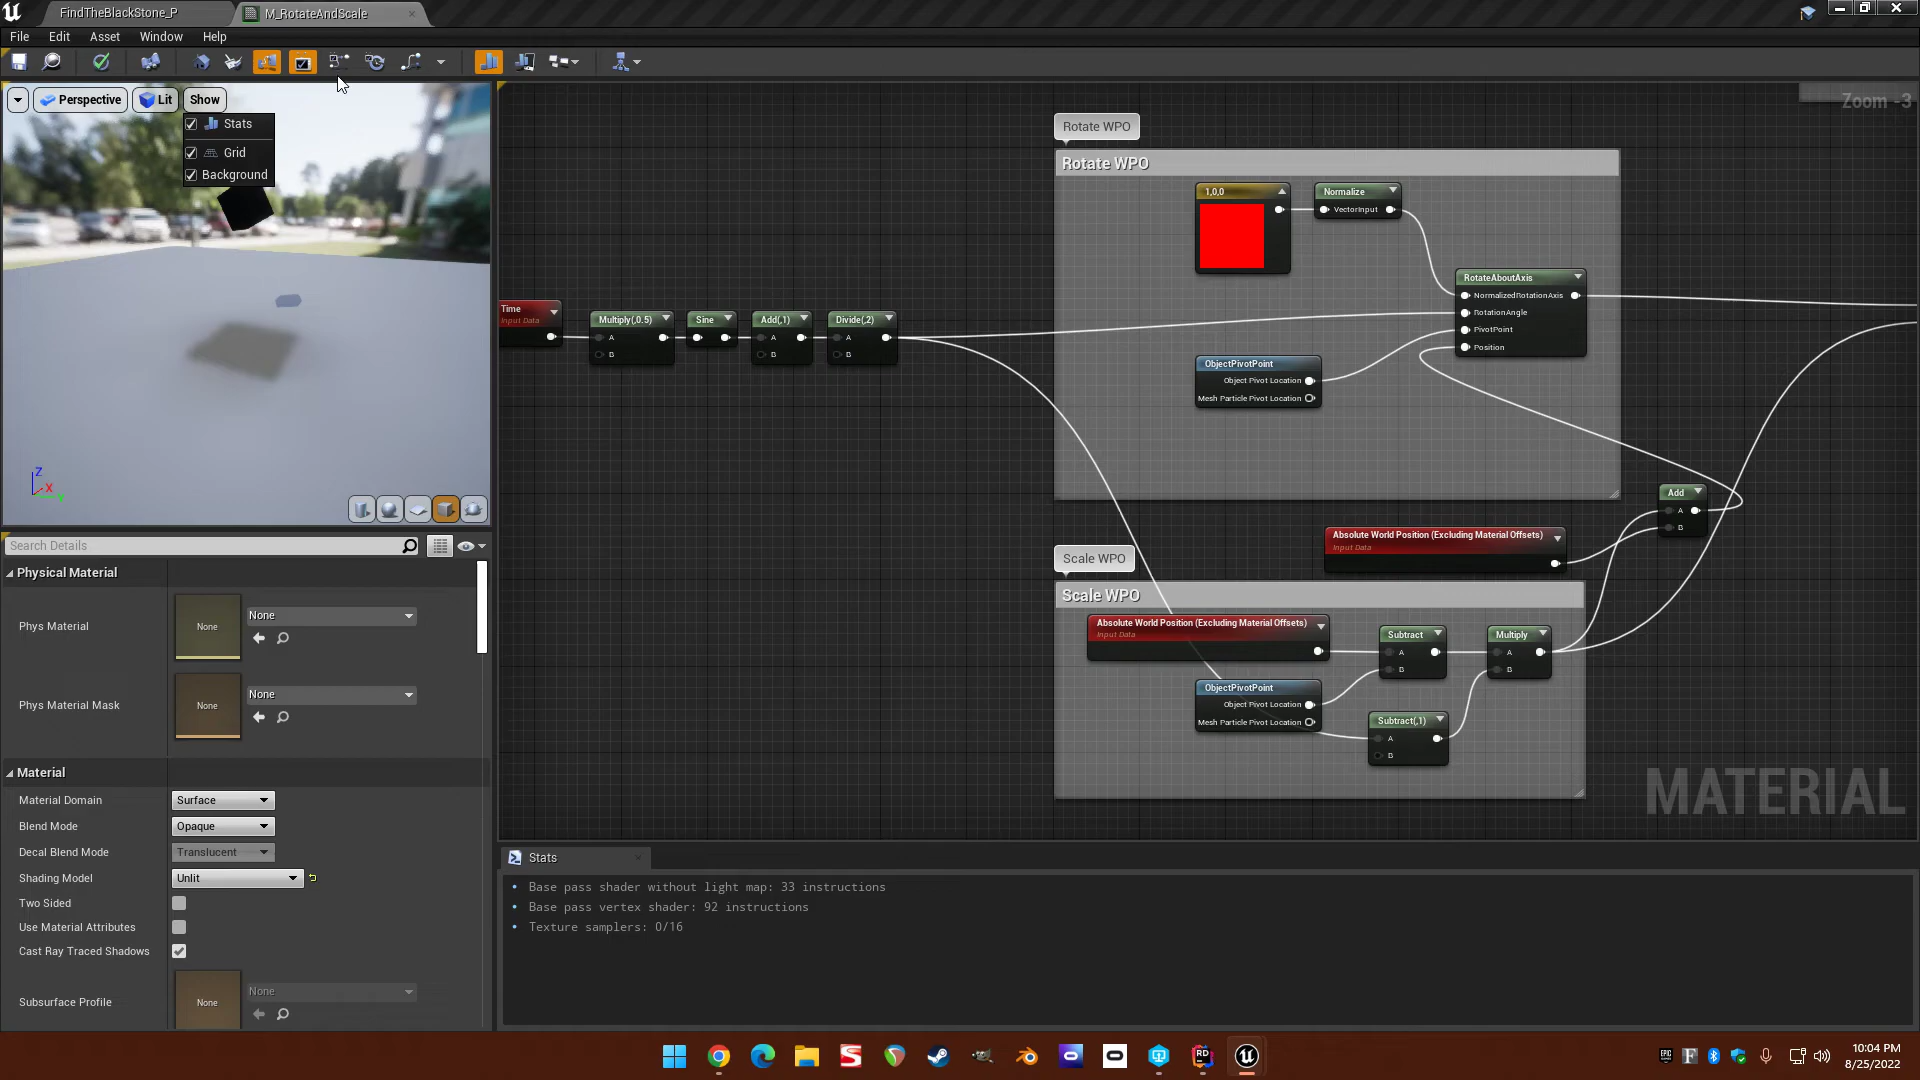 FindTheBlackStone_P
M_RotateAndScale
File Edit Asset Window Help
Perspective
Lit
Show
Stats
Grid
Background
Z
X
Search Details
Physical Material
Phys Material
None
None
Phys Material Mask
None
None
Material
Material Domain
Surface
Blend Mode
Opaque
Decal Blend Mode
Translucent
Shading Model
Unlit
Two Sided
Use Material Attributes
Cast Ray Traced Shadows
Subsurface Profile
None
None
Zoom -3
Rotate WPO
Rotate WPO
1,0,0
Normalize
VectorInput
RotateAboutAxis
NormalizedRotationAxis
RotationAngle
PivotPoint
Position
Time
Input Data
Multiply(,0.5)
A
B
Sine
Add(,1)
A
B
Divide(,2)
A
B
ObjectPivotPoint
Object Pivot Location
Mesh Particle Pivot Location
Add
A
B
Absolute World Position (Excluding Material Offsets)
Input Data
Scale WPO
Scale WPO
Absolute World Position (Excluding Material Offsets)
Input Data
Subtract
A
B
Multiply
A
B
ObjectPivotPoint
Object Pivot Location
Mesh Particle Pivot Location
Subtract(,1)
A
B
MATERIAL
Stats
Base pass shader without light map: 33 instructions
Base pass vertex shader: 92 instructions
Texture samplers: 0/16
EPIC
10:04 PM
8/25/2022